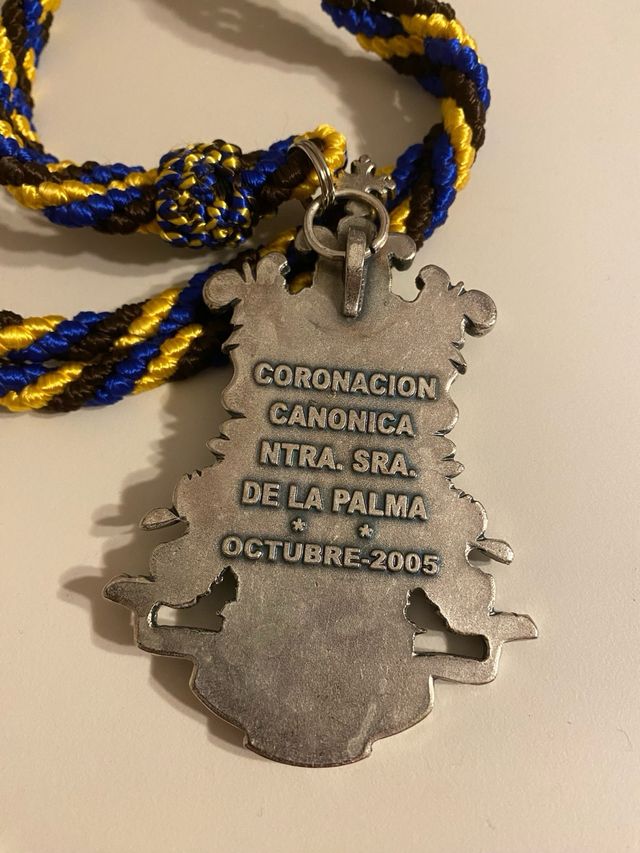 CORONACION
CANONICA
NTRA. SRA.
DE LA PALMA
* *
OCTUBRE-2005